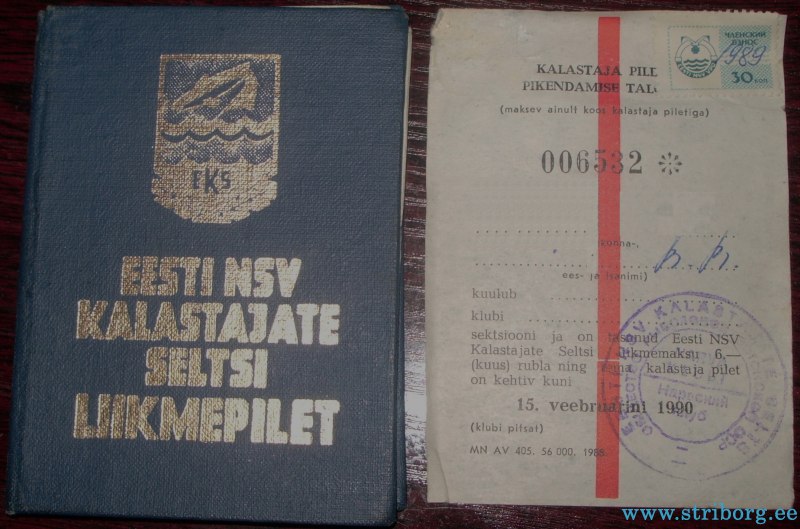 EKS
EESTI NSV
KALASTAJATE
SELTSI
LIIKMEPILET
ЧЛЕНСКИЙ
ВЗНОС
1989
30 коп
KALASTAJA
PIKENDAMISE
(maksev ainult koos kalastaja piletiga)
006532
ees- ja isanimi)
kuulub
klubi
sektsiooni ja on tasunud Eesti NSV
Kalastajate Seltsi liikmemaksu 6.—
(kuus) rubla ning tema kalastaja pilet
on kehtiv kuni
15. veebruarini 1990
(klubi pitsat)
MN AV 405. 56 000. 1988.
www.striborg.ee